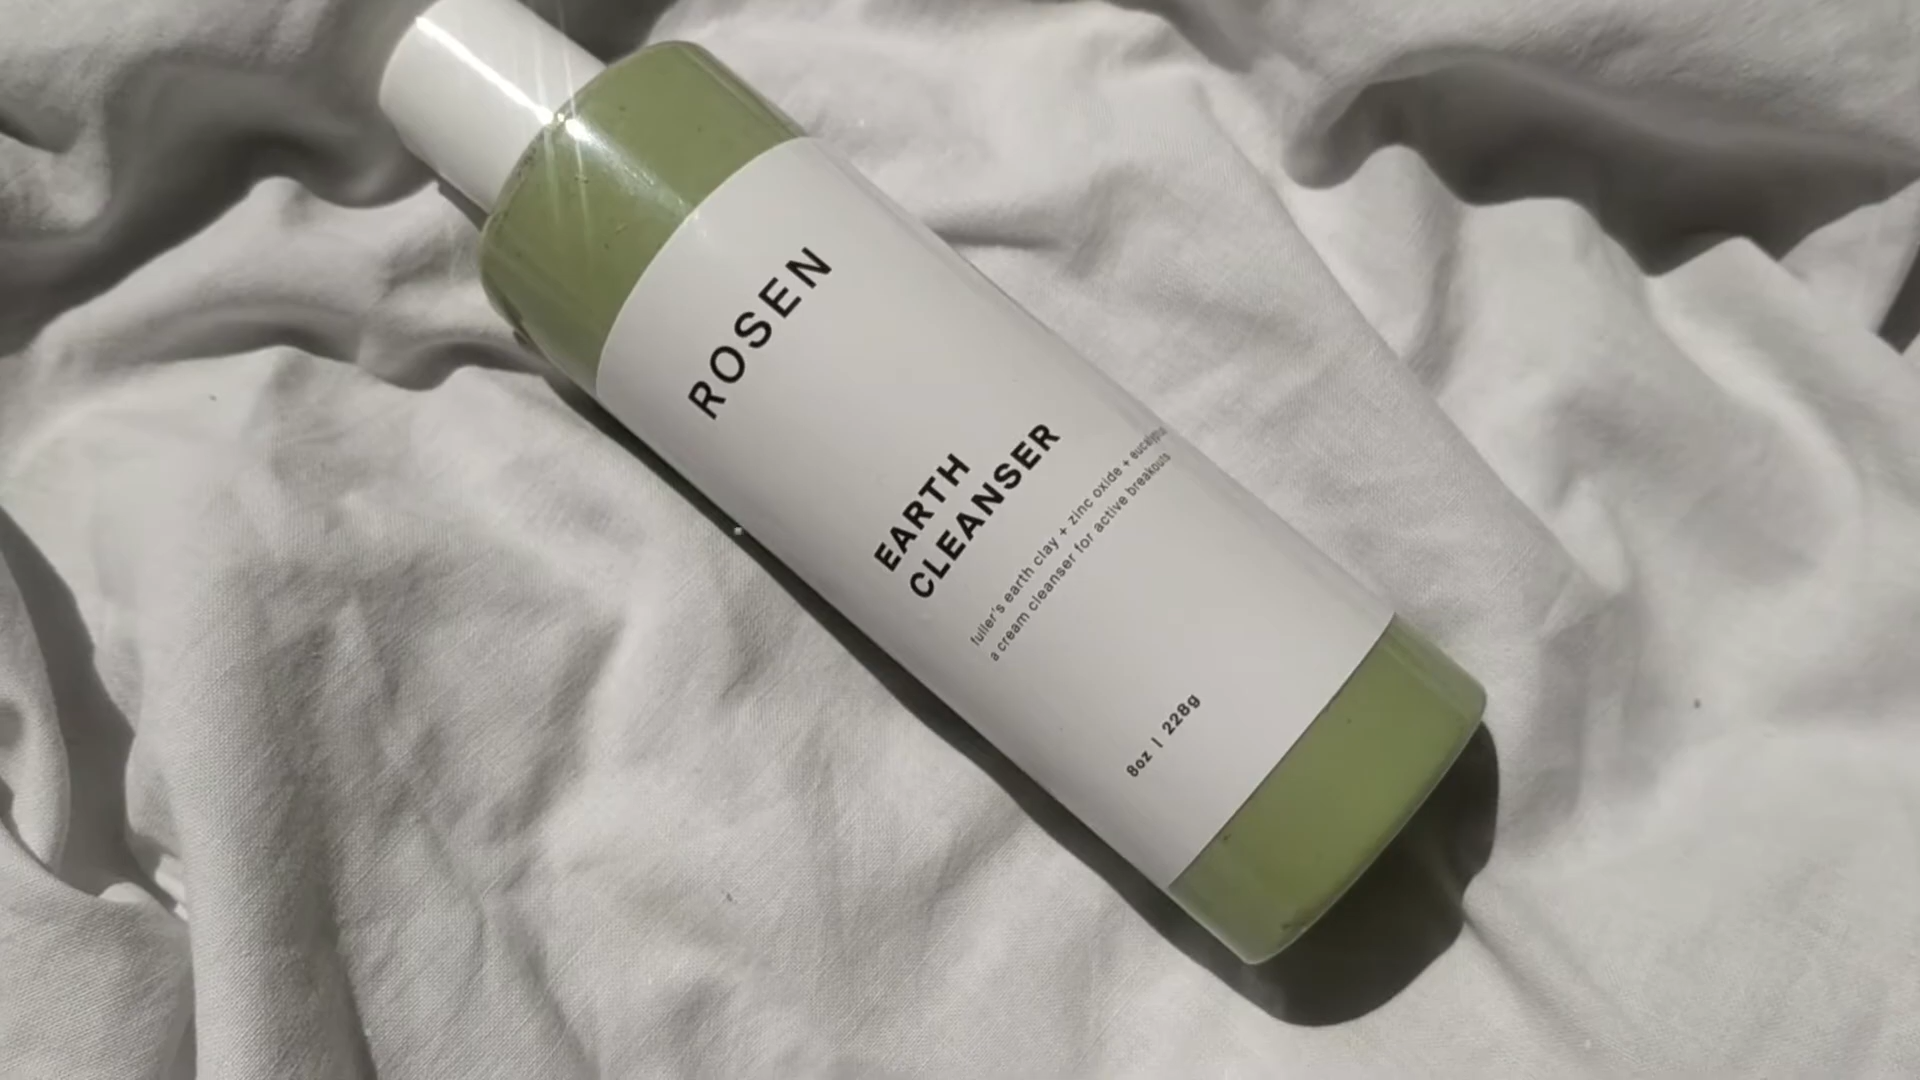 ROSEN
EARTH
CLEANSER
fuller's earth clay + zinc oxide +
a cream cleanser for active breakouts
8oz | 228g